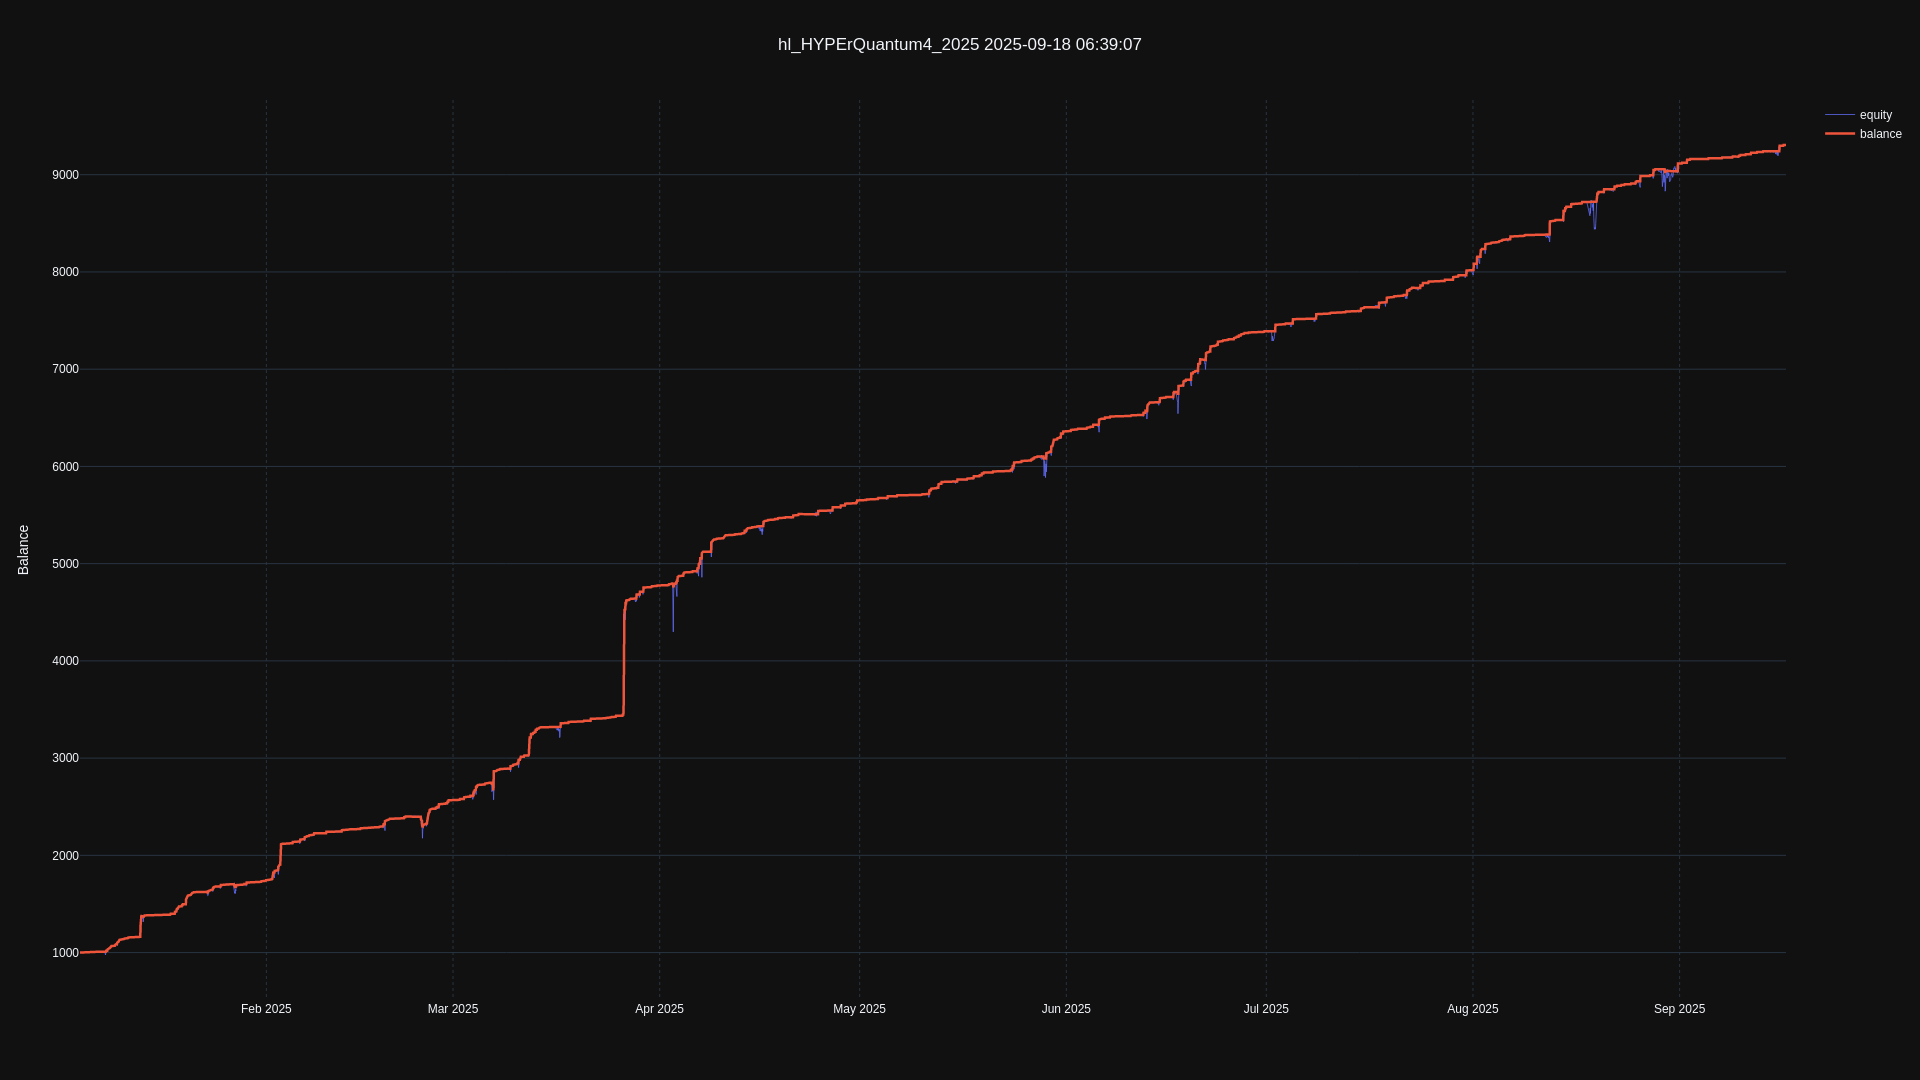 hl_HYPErQuantum4_2025 2025-09-18 06:39:07
equity
balance
Balance
9000
8000
7000
6000
5000
4000
3000
2000
1000
Feb 2025
Mar 2025
Apr 2025
May 2025
Jun 2025
Jul 2025
Aug 2025
Sep 2025